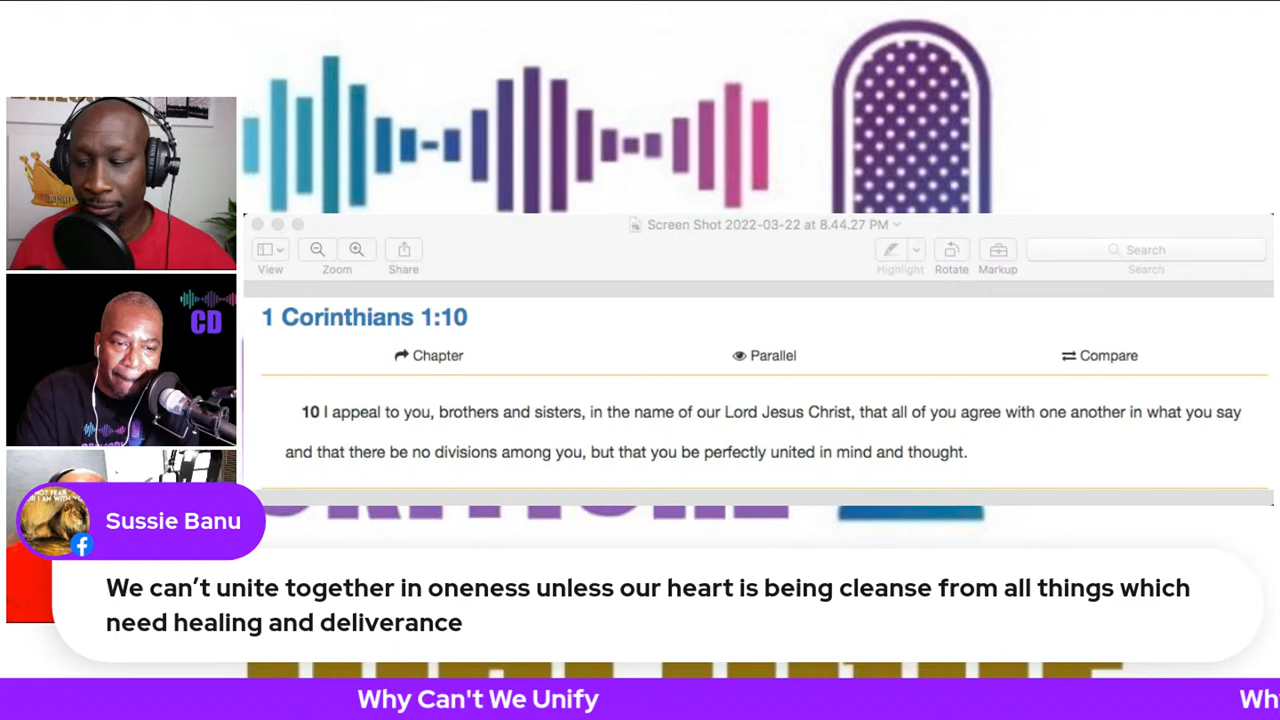 Screen Shot 2022-03-22 at 8.44.27 PM
View
Zoom
Share
Highlight
Rotate
Markup
Search
Search
CD
1 Corinthians 1:10
Chapter
Parallel
Compare
10 I appeal to you, brothers and sisters, in the name of our Lord Jesus Christ, that all of you agree with one another in what you say
and that there be no divisions among you, but that you be perfectly united in mind and thought.
Sussie Banu
We can’t unite together in oneness unless our heart is being cleanse from all things which
need healing and deliverance
Why Can't We Unify